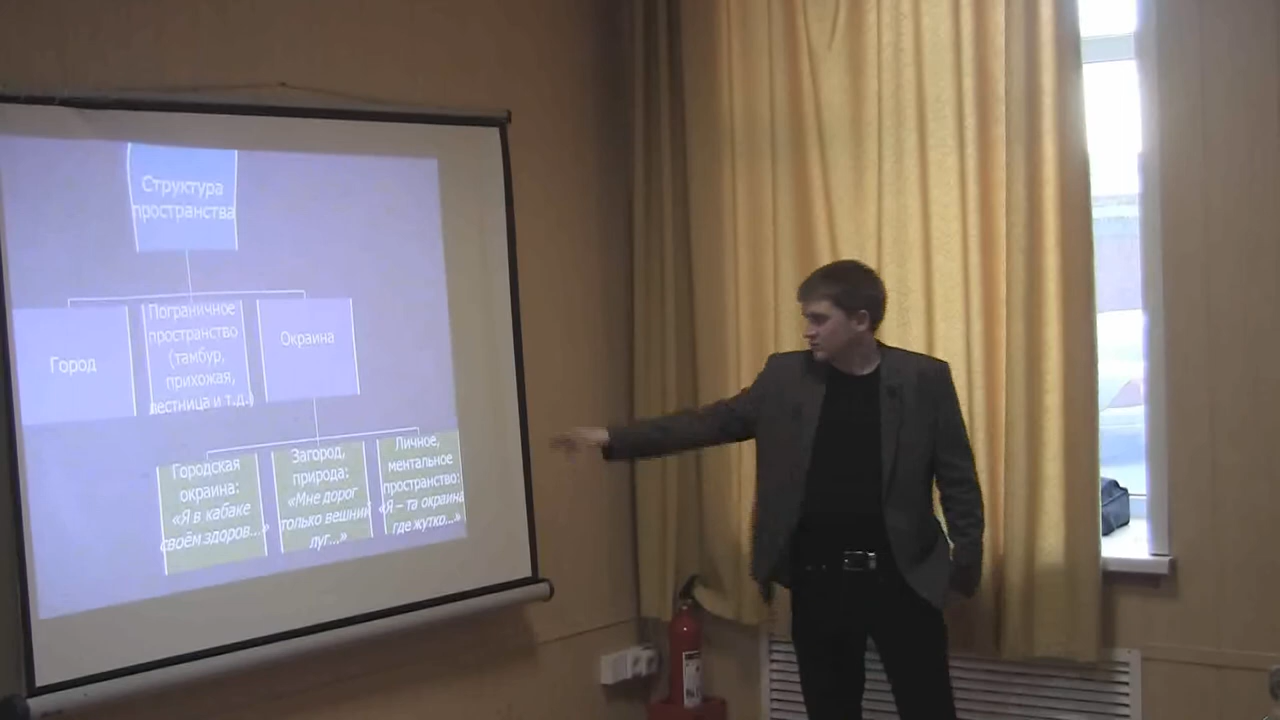 Структура
пространства
Город
Пограничное
пространство
(тамбур,
прихожая,
лестница и т.д.)
Окраина
Городская
окраина:
«Я в кабаке
своём здоров...»
Загород,
природа:
«Мне дорог
только вешний
луг...»
Личное,
ментальное
пространство:
«Я – та окраина
где жутко...»